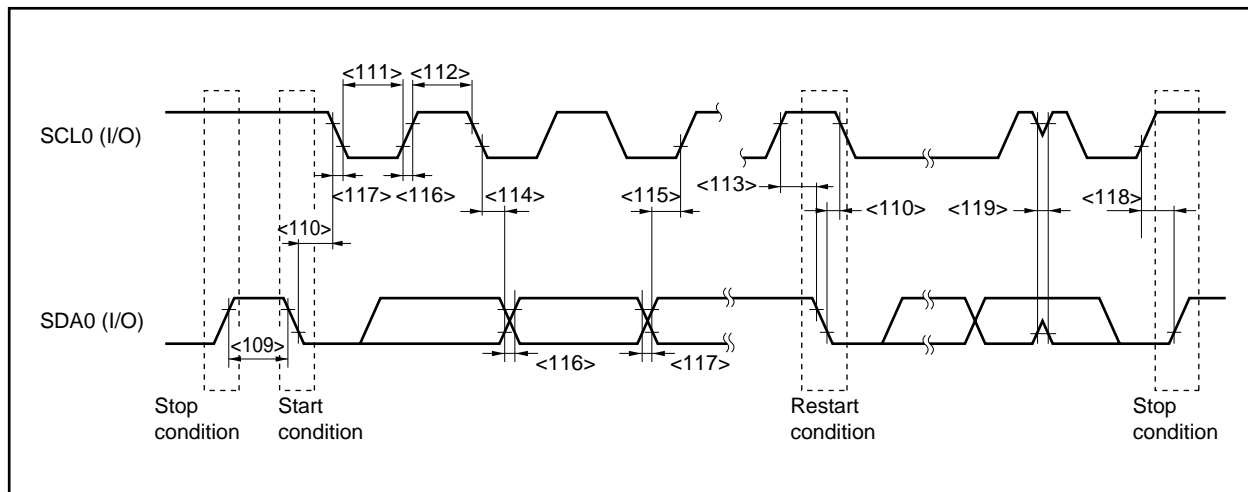 <111> <112>
SCL0 (I/O)
<117> <116> <114> <115> <113>
<110> <110> <119> <118>
SDA0 (I/O)
<109> <116> <117>
Stop
condition
Start
condition
Restart
condition
Stop
condition